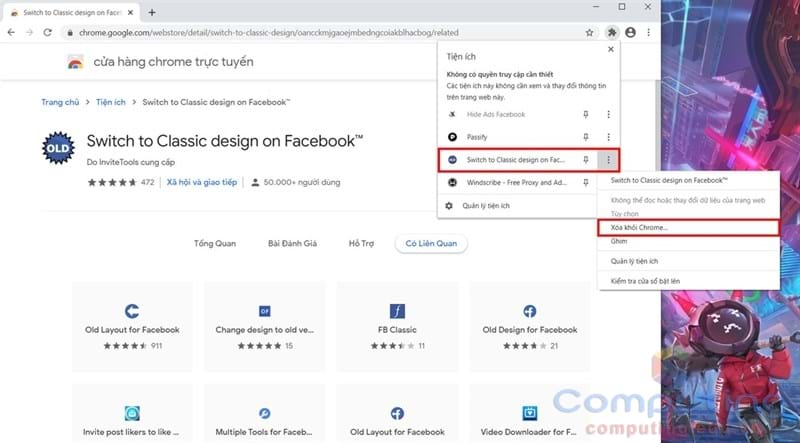 Switch to Classic design on Face
chrome.google.com/webstore/detail/switch-to-classic-design/oancckmjgaoejmbedngcoiakblhacbog/related
cửa hàng chrome trực tuyến
Trang chủ
Tiện ích
Switch to Classic design on Facebook™
OLD
Switch to Classic design on Facebook™
Do InviteTools cung cấp
472
Xã hội và giao tiếp
50.000+ người dùng
Tổng Quan
Bài Đánh Giá
Hỗ Trợ
Có Liên Quan
Tiện ích
Không có quyền truy cập cần thiết
Các tiện ích này không cần xem và thay đổi thông tin
trên trang web này.
Hide Ads Facebook
Passify
Switch to Classic design on Fac...
Windscribe - Free Proxy and Ad...
Quản lý tiện ích
Switch to Classic design on Facebook™
Không thể đọc hoặc thay đổi dữ liệu của trang web
Tùy chọn
Xóa khỏi Chrome...
Ghim
Quản lý tiện ích
Kiểm tra cửa sổ bật lên
Old Layout for Facebook
911
OF
Change design to old ve...
15
FB Classic
11
Old Design for Facebook
21
Invite post likers to like ...
Multiple Tools for Faceb...
Old Layout for Facebook
Video Downloader for F...